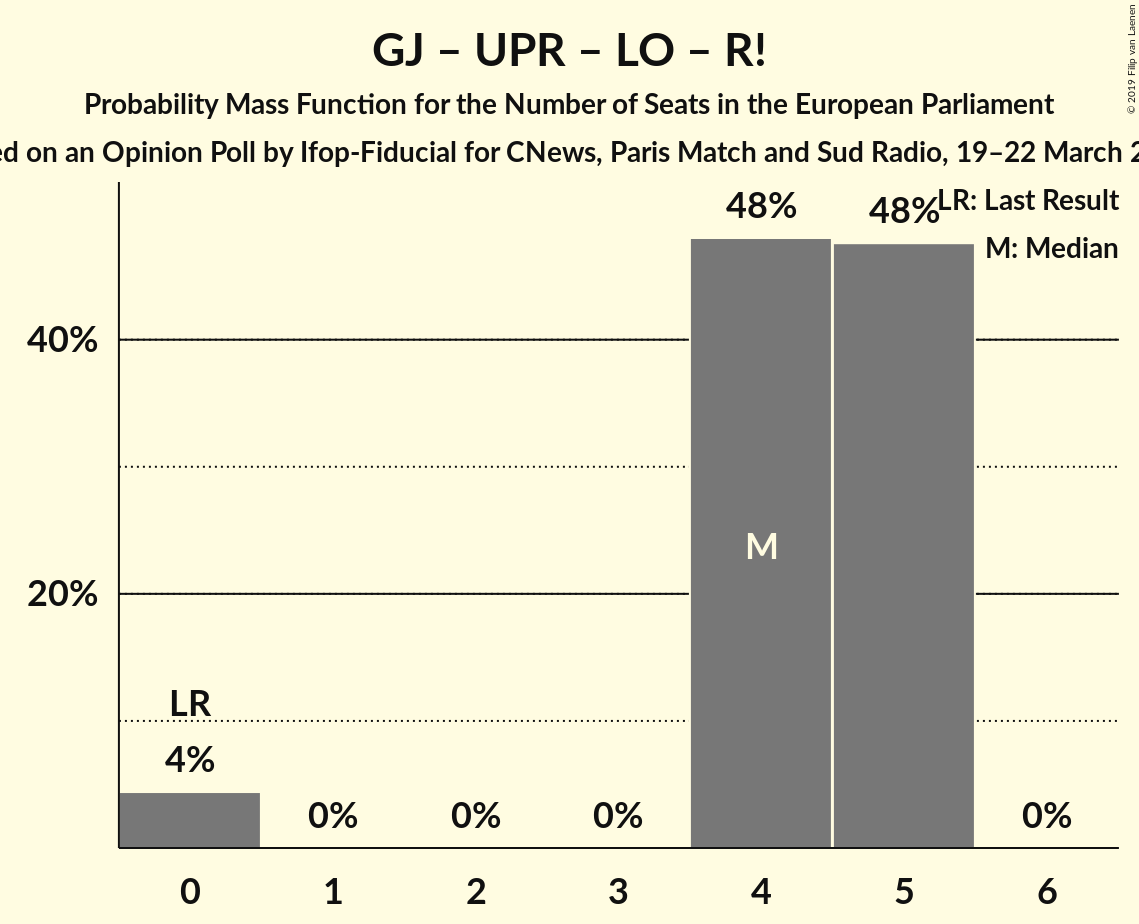 GJ – UPR – LO – R!
Probability Mass Function for the Number of Seats in the European Parliament
on an Opinion Poll by Ifop-Fiducial for CNews, Paris Match and Sud Radio, 19–22 March
© 2019 Filip van Laenen
LR: Last Result
M: Median
48%
48%
40%
M
20%
LR
4%
0%
0%
0%
0%
0 1 2 3 4 5 6